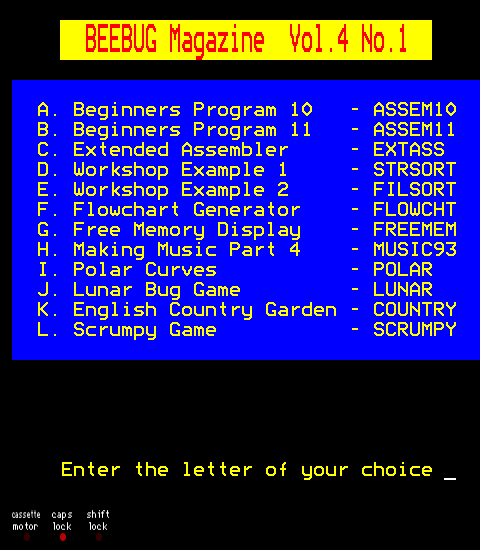 BEEBUG Magazine  Vol.4 No.1
A. Beginners Program 10   - ASSEM10
B. Beginners Program 11   - ASSEM11
C. Extended Assembler     - EXTASS
D. Workshop Example 1     - STRSORT
E. Workshop Example 2     - FILSORT
F. Flowchart Generator    - FLOWCHT
G. Free Memory Display    - FREEMEM
H. Making Music Part 4    - MUSIC93
I. Polar Curves           - POLAR
J. Lunar Bug Game         - LUNAR
K. English Country Garden - COUNTRY
L. Scrumpy Game           - SCRUMPY
Enter the letter of your choice _
cassette motor
caps lock
shift lock